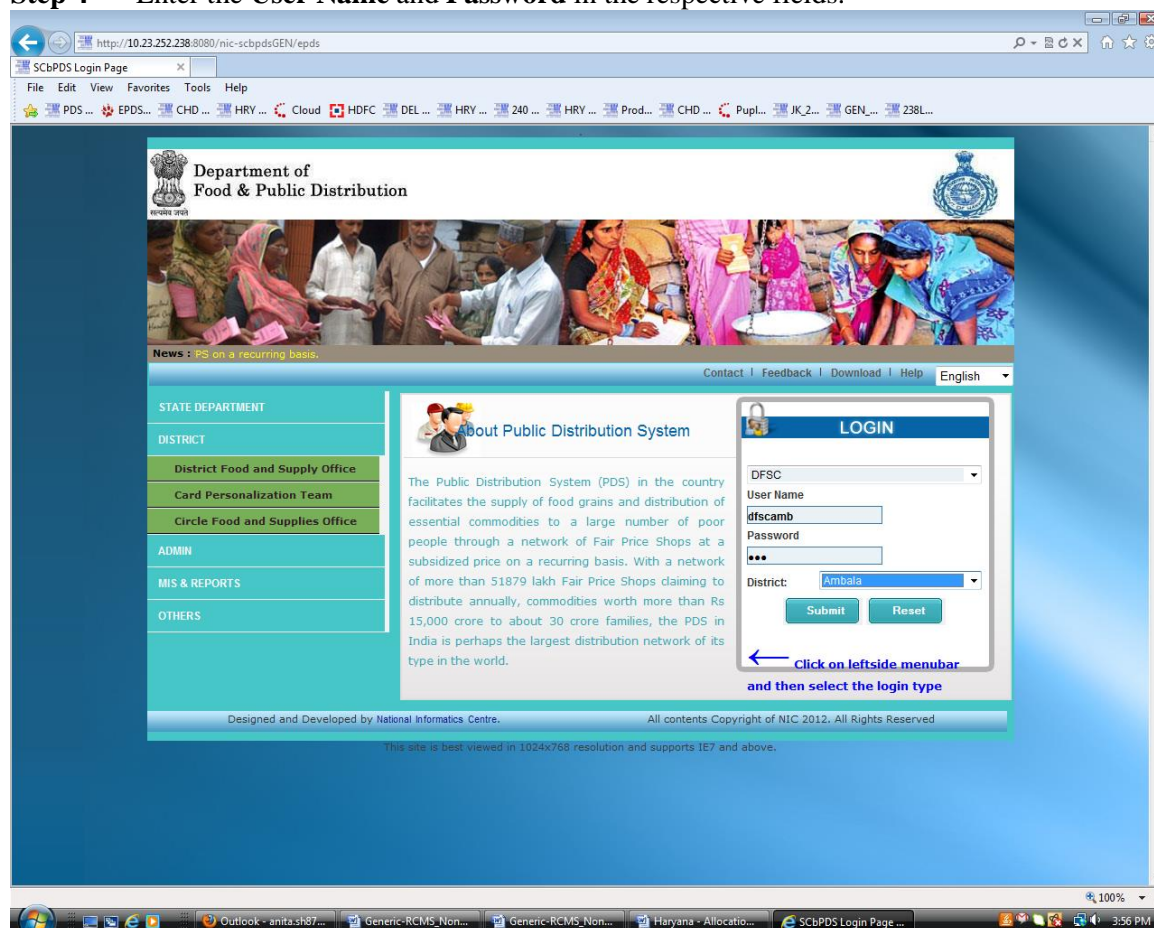 Step 4 Enter the User Name and Password in the respective fields.
http://10.23.252.238:8080/nic-scbpdsGEN/epds
SCbPDS Login Page
File Edit View Favorites Tools Help
PDS ... EPDS... CHD ... HRY ... Cloud HDFC DEL ... HRY ... 240 ... HRY ... Prod... CHD ... Pupl... JK_2... GEN_... 238L...
Department of
Food & Public Distribution
सत्यमेव जयते
News : PS on a recurring basis.
Contact | Feedback | Download | Help English
STATE DEPARTMENT
DISTRICT
District Food and Supply Office
Card Personalization Team
Circle Food and Supplies Office
ADMIN
MIS & REPORTS
OTHERS
About Public Distribution System
The Public Distribution System (PDS) in the country
facilitates the supply of food grains and distribution of
essential commodities to a large number of poor
people through a network of Fair Price Shops at a
subsidized price on a recurring basis. With a network
of more than 51879 lakh Fair Price Shops claiming to
distribute annually, commodities worth more than Rs
15,000 crore to about 30 crore families, the PDS in
India is perhaps the largest distribution network of its
type in the world.
LOGIN
DFSC
User Name
dfscamb
Password
•••
District: Ambala
Submit Reset
← Click on leftside menubar
and then select the login type
Designed and Developed by National Informatics Centre. All contents Copyright of NIC 2012. All Rights Reserved
This site is best viewed in 1024x768 resolution and supports IE7 and above.
100%
Outlook - anita.sh87... Generic-RCMS_Non... Generic-RCMS_Non... Haryana - Allocatio... SCbPDS Login Page ... 3:56 PM